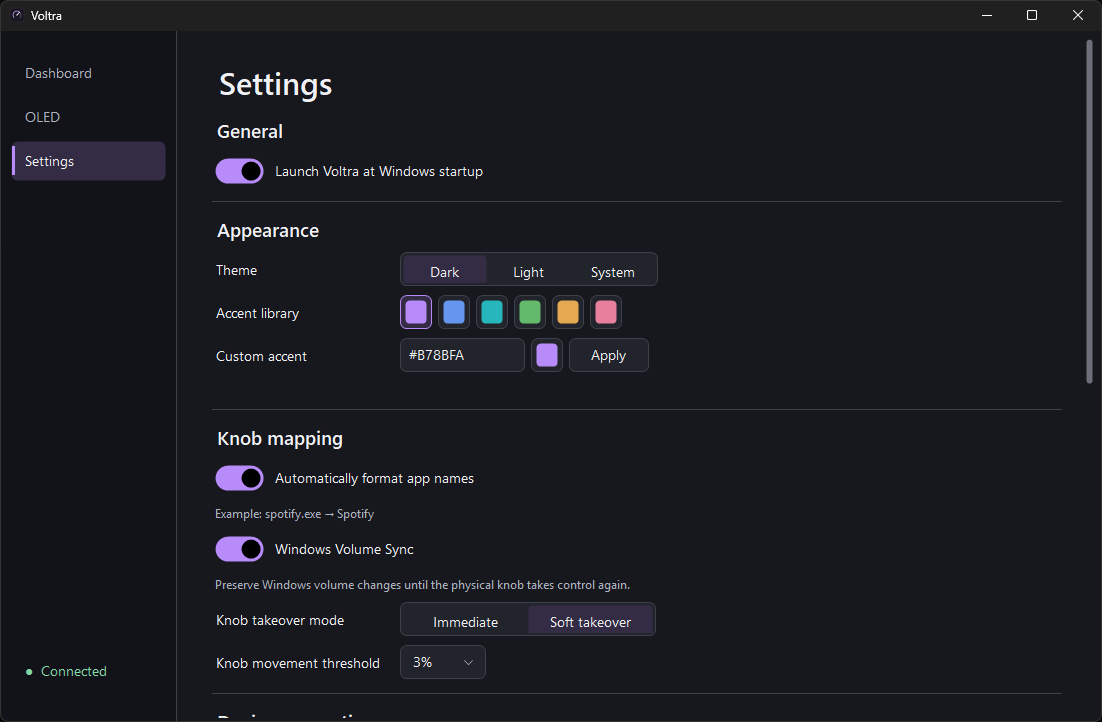 Voltra
Dashboard
OLED
Settings
Connected
Settings
General
Launch Voltra at Windows startup
Appearance
Theme
Dark Light System
Accent library
Custom accent
#B78BFA
Apply
Knob mapping
Automatically format app names
Example: spotify.exe → Spotify
Windows Volume Sync
Preserve Windows volume changes until the physical knob takes control again.
Knob takeover mode
Immediate Soft takeover
Knob movement threshold
3%